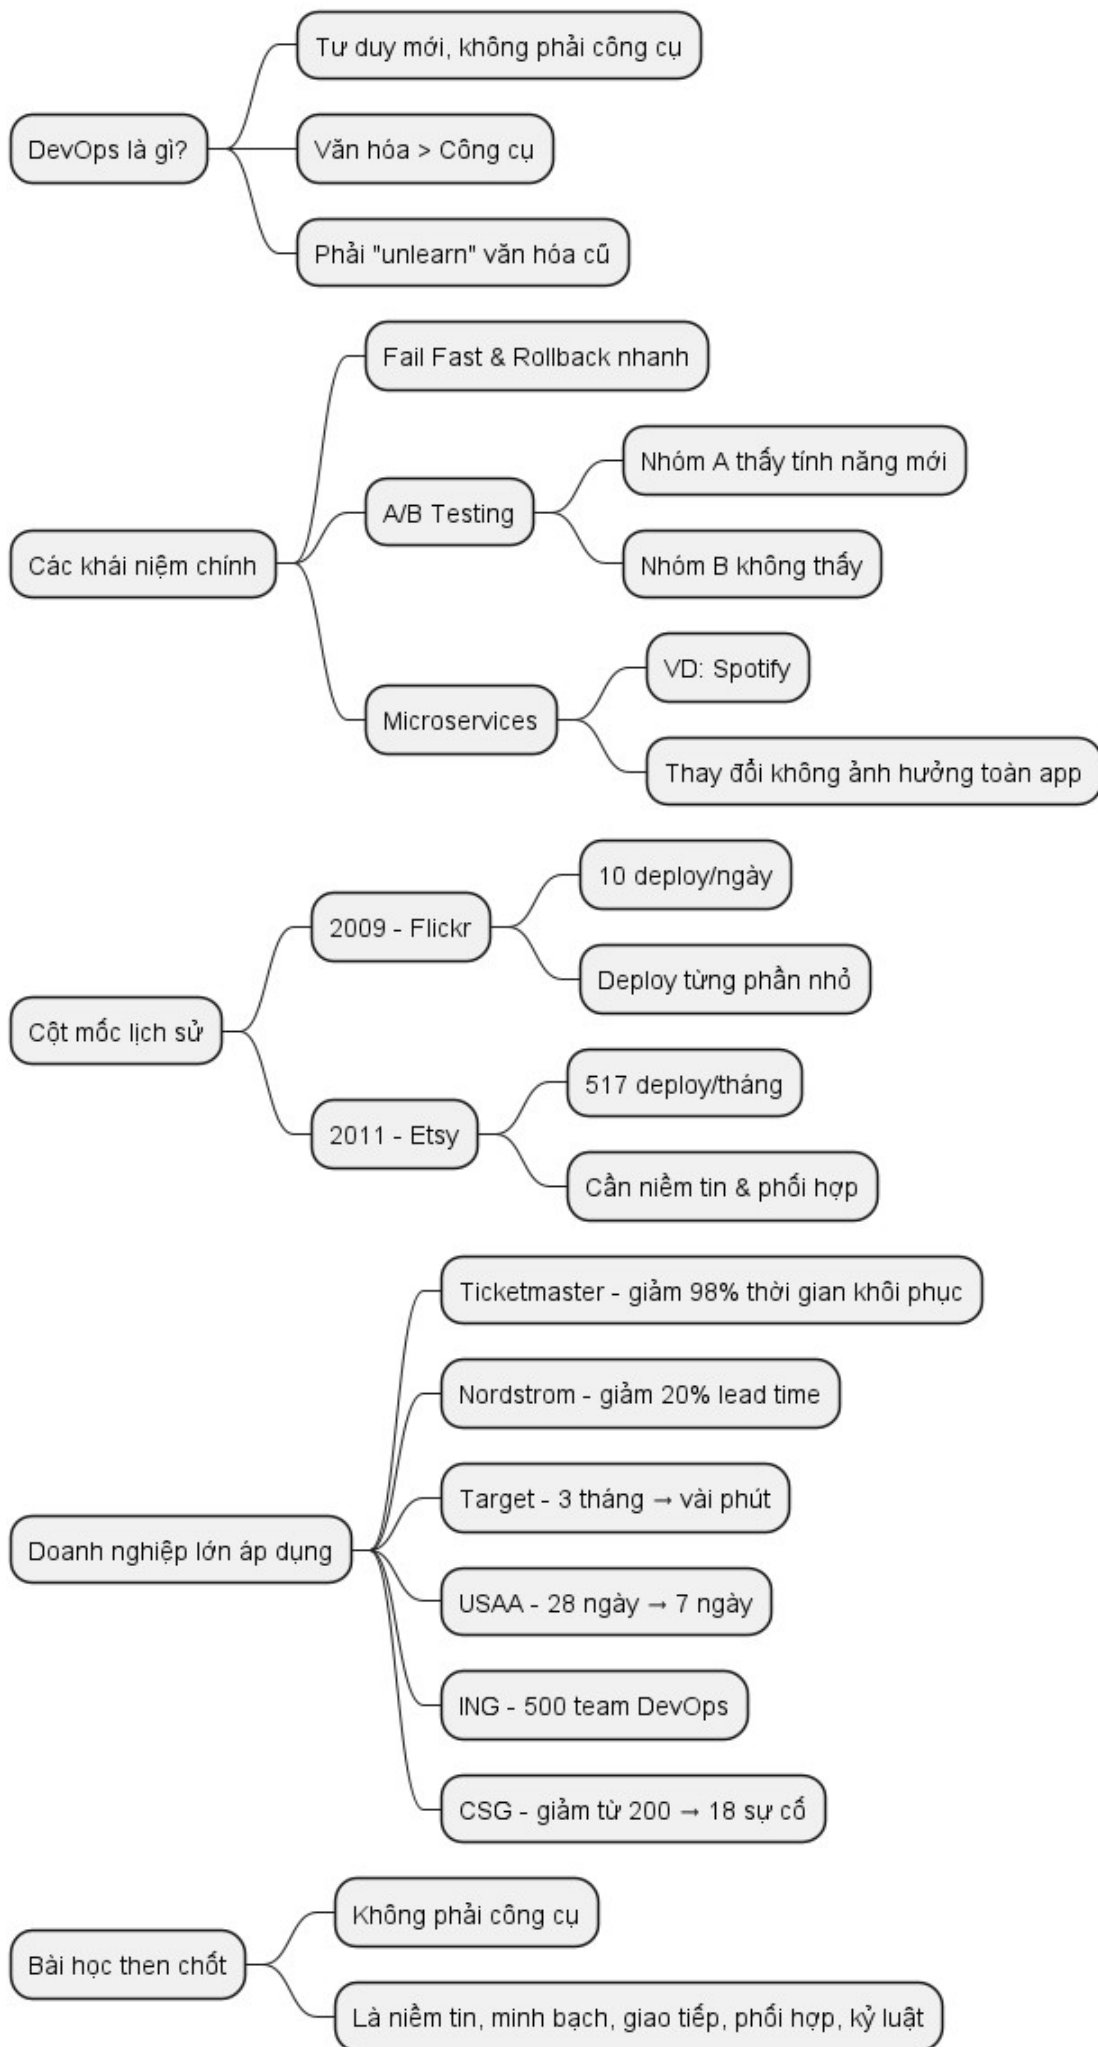 DevOps là gì?
Tư duy mới, không phải công cụ
Văn hóa > Công cụ
Phải "unlearn" văn hóa cũ
Các khái niệm chính
Fail Fast & Rollback nhanh
A/B Testing
Nhóm A thấy tính năng mới
Nhóm B không thấy
Microservices
VD: Spotify
Thay đổi không ảnh hưởng toàn app
Cột mốc lịch sử
2009 - Flickr
10 deploy/ngày
Deploy từng phần nhỏ
2011 - Etsy
517 deploy/tháng
Cần niềm tin & phối hợp
Doanh nghiệp lớn áp dụng
Ticketmaster - giảm 98% thời gian khôi phục
Nordstrom - giảm 20% lead time
Target - 3 tháng → vài phút
USAA - 28 ngày → 7 ngày
ING - 500 team DevOps
CSG - giảm từ 200 → 18 sự cố
Bài học then chốt
Không phải công cụ
Là niềm tin, minh bạch, giao tiếp, phối hợp, kỷ luật